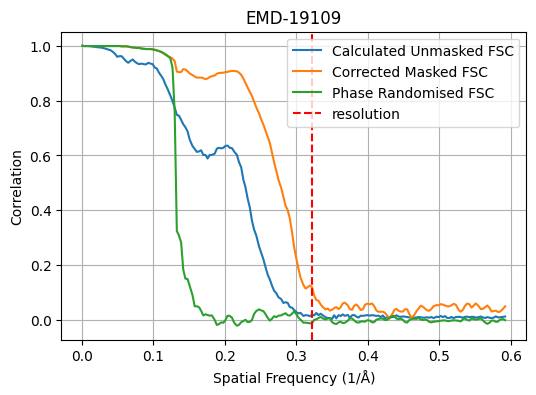 EMD-19109
1.0
0.8
0.6
0.4
0.2
0.0
Correlation
Calculated Unmasked FSC
Corrected Masked FSC
Phase Randomised FSC
resolution
0.0 0.1 0.2 0.3 0.4 0.5 0.6
Spatial Frequency (1/Å)